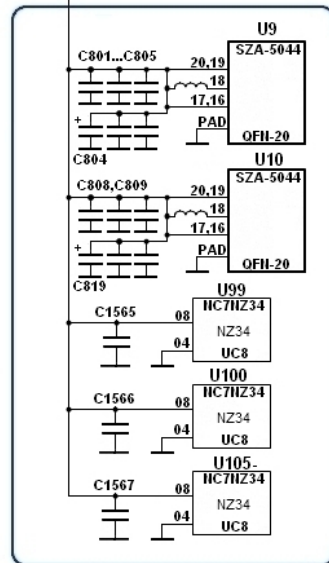 U9
C801...C805
SZA-5044
20,19
18
17,16
+
PAD
C804
QFN-20
U10
C808,C809
SZA-5044
20,19
18
17,16
+
PAD
C819
QFN-20
U99
C1565
08
NC7NZ34
NZ34
04
UC8
U100
C1566
08
NC7NZ34
NZ34
04
UC8
U105-
C1567
08
NC7NZ34
NZ34
04
UC8